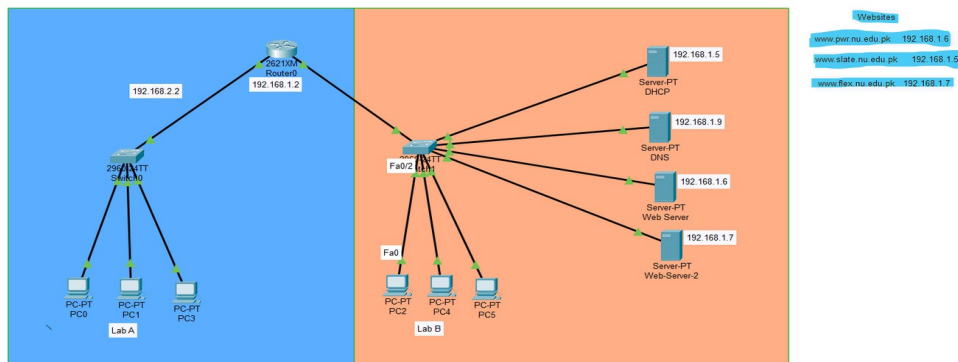 Websites
www.pwr.nu.edu.pk 192.168.1.6
www.slate.nu.edu.pk 192.168.1.5
www.flex.nu.edu.pk 192.168.1.7
2621XM
Router0
192.168.2.2
192.168.1.2
192.168.1.5
Server-PT
DHCP
192.168.1.9
Server-PT
DNS
192.168.1.6
Server-PT
Web Server
192.168.1.7
Server-PT
Web-Server-2
Switch0
Fa0/2
Fa0
PC-PT
PC0
PC-PT
PC1
PC-PT
PC3
Lab A
PC-PT
PC2
PC-PT
PC4
PC-PT
PC5
Lab B